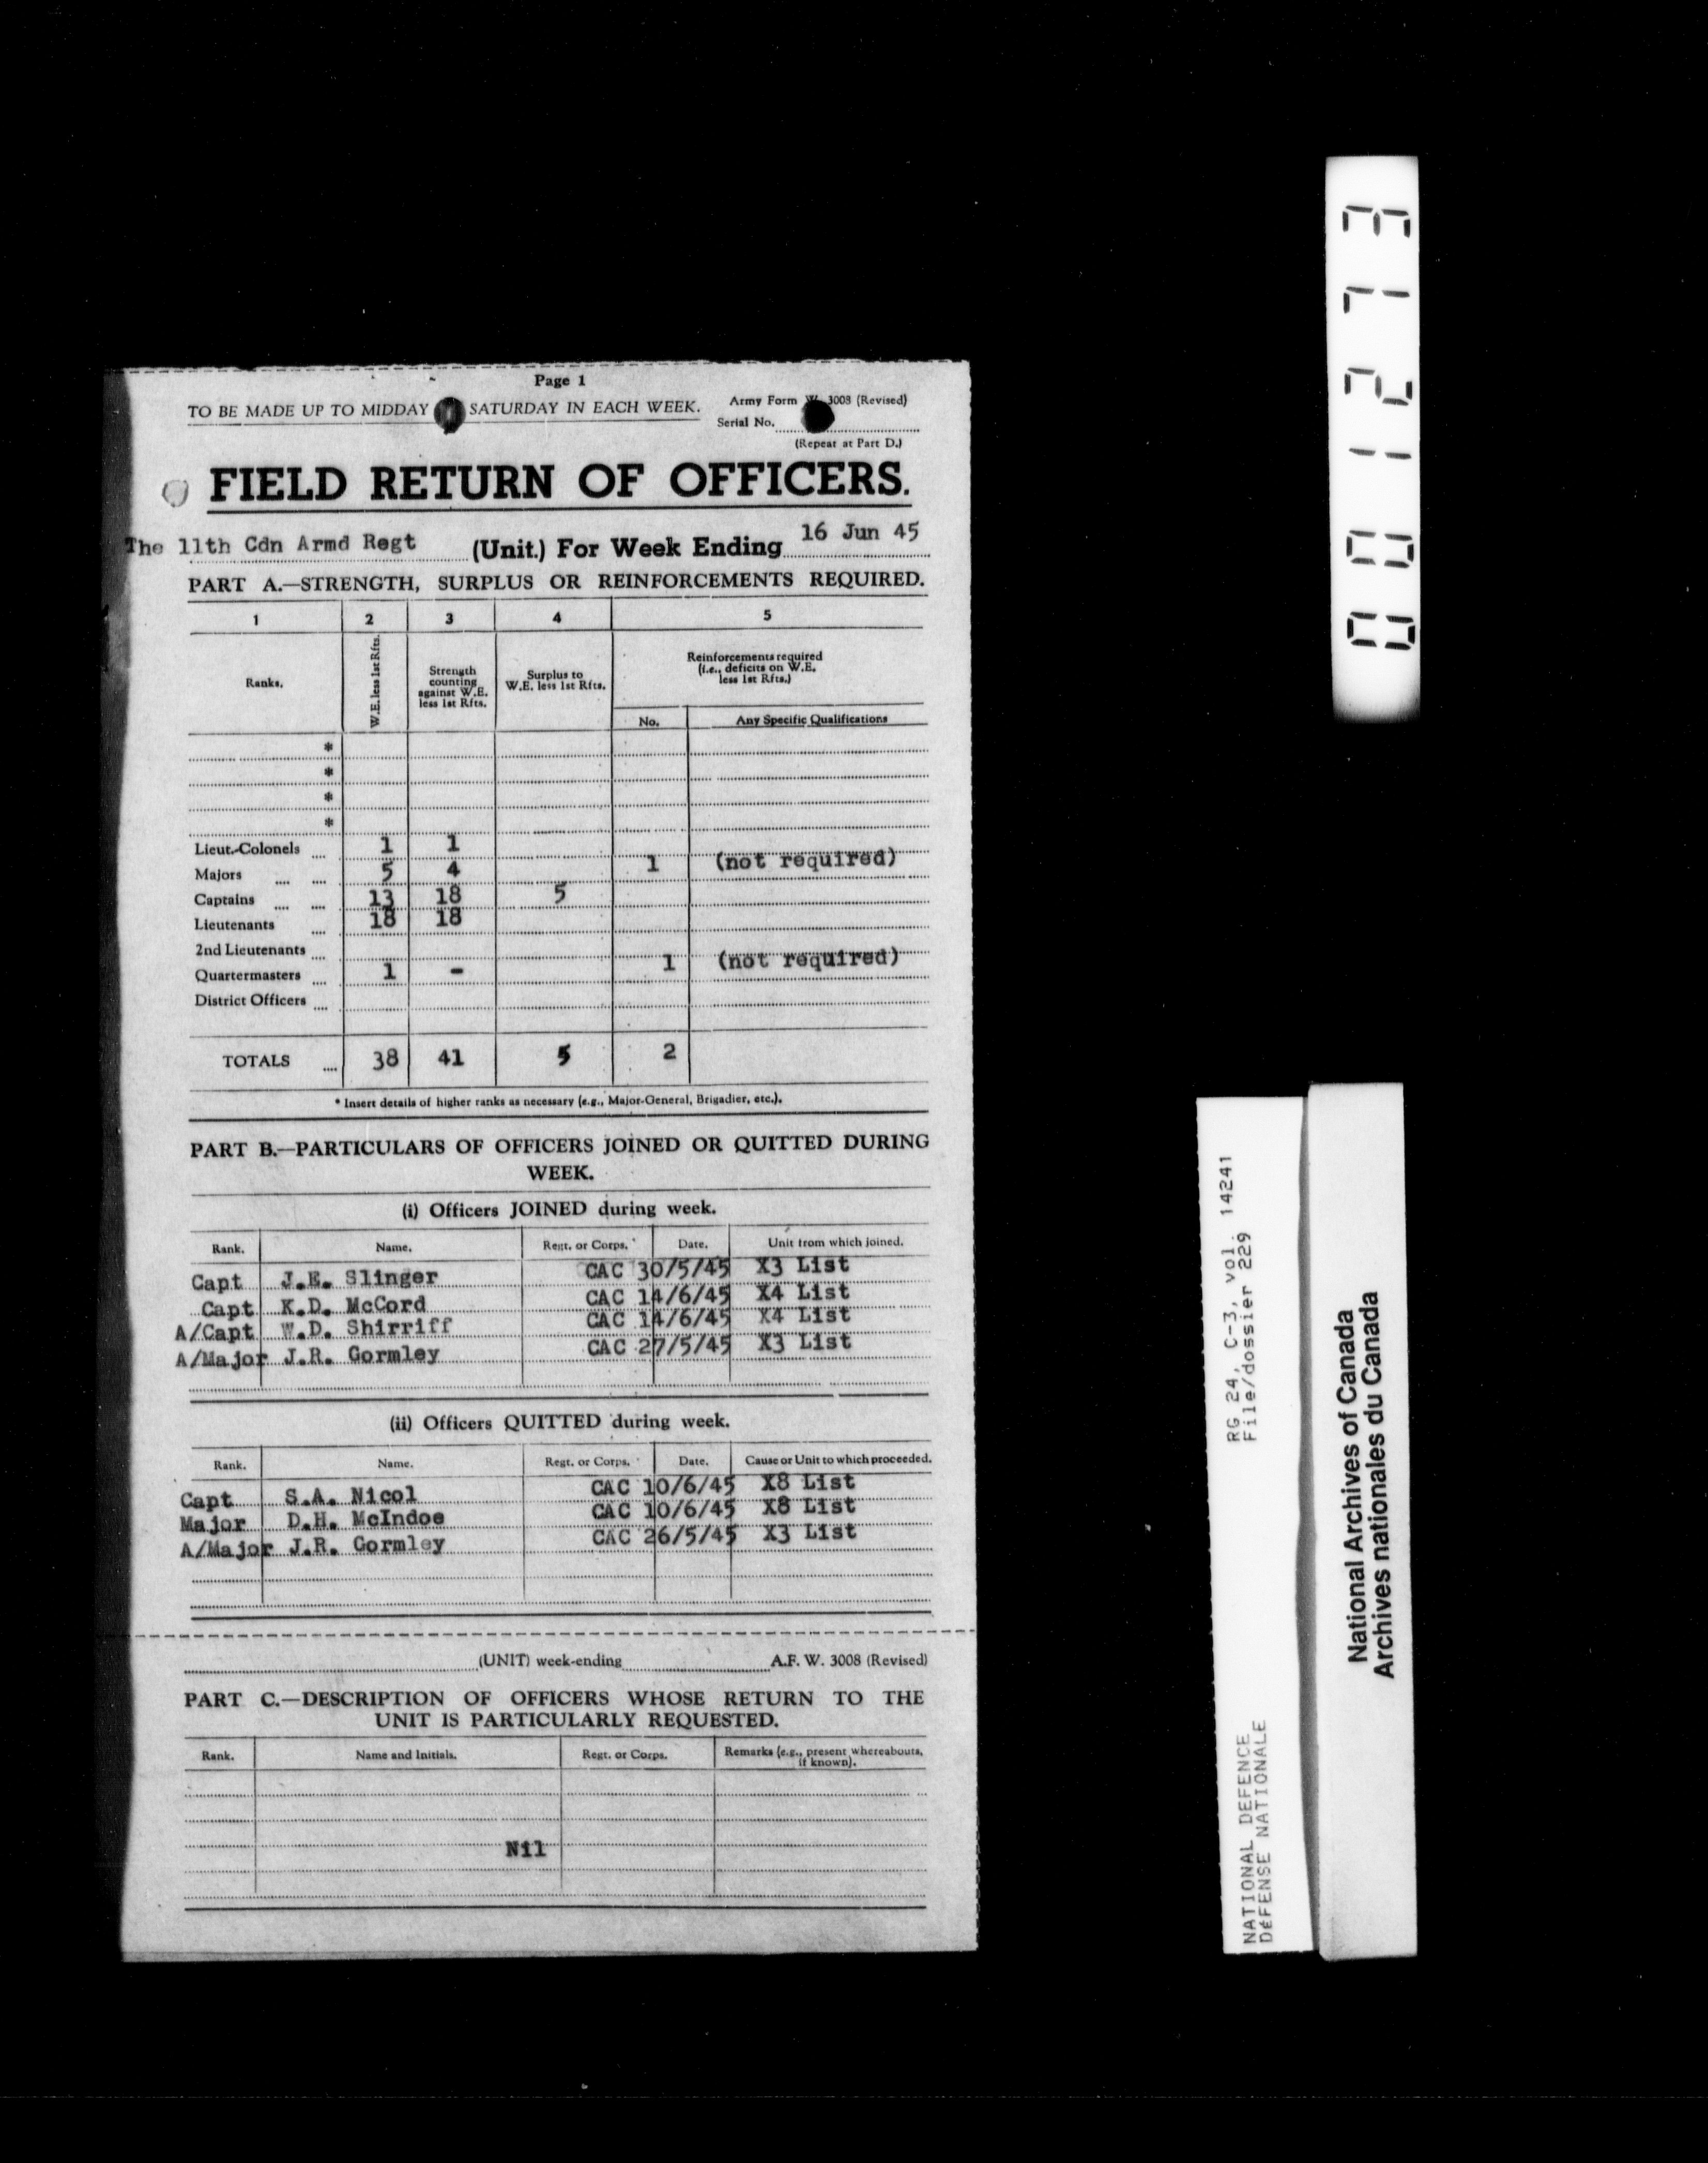 Page 1
TO BE MADE UP TO MIDDAY SATURDAY IN EACH WEEK.
Army Form W. 3008 (Revised)
Serial No.
(Repeat at Part D.)
FIELD RETURN OF OFFICERS.
The 11th Cdn Armd Regt (Unit.) For Week Ending 16 Jun 45
PART A.—STRENGTH, SURPLUS OR REINFORCEMENTS REQUIRED.
1 2 3 4 5
Ranks.
W.E. less 1st Rfts.
Strength counting against W.E. less 1st Rfts.
Surplus to W.E. less 1st Rfts.
Reinforcements required (i.e., deficits on W.E. less 1st Rfts.)
No. Any Specific Qualifications
*
*
*
*
Lieut.-Colonels 1 1
Majors 5 4 1 (not required)
Captains 13 18 5
Lieutenants 18 18
2nd Lieutenants
Quartermasters 1 - 1 (not required)
District Officers
TOTALS 38 41 5 2
* Insert details of higher ranks as necessary (e.g., Major-General, Brigadier, etc.).
PART B.—PARTICULARS OF OFFICERS JOINED OR QUITTED DURING
WEEK.
(i) Officers JOINED during week.
Rank. Name. Regt. or Corps. Date. Unit from which joined.
Capt J.E. Slinger CAC 30/5/45 X3 List
Capt K.D. McCord CAC 14/6/45 X4 List
A/Capt W.D. Shirriff CAC 14/6/45 X4 List
A/Major J.R. Gormley CAC 27/5/45 X3 List
(ii) Officers QUITTED during week.
Rank. Name. Regt. or Corps. Date. Cause or Unit to which proceeded.
Capt S.A. Nicol CAC 10/6/45 X8 List
Major D.H. McIndoe CAC 10/6/45 X8 List
A/Major J.R. Gormley CAC 26/5/45 X3 List
(UNIT) week-ending A.F. W. 3008 (Revised)
PART C.—DESCRIPTION OF OFFICERS WHOSE RETURN TO THE
UNIT IS PARTICULARLY REQUESTED.
Rank. Name and Initials. Regt. or Corps. Remarks (e.g., present whereabouts, if known).
Nil
001273
RG 24, C-3, vol. 14241
File/dossier 229
NATIONAL DEFENCE
DÉFENSE NATIONALE
National Archives of Canada
Archives nationales du Canada